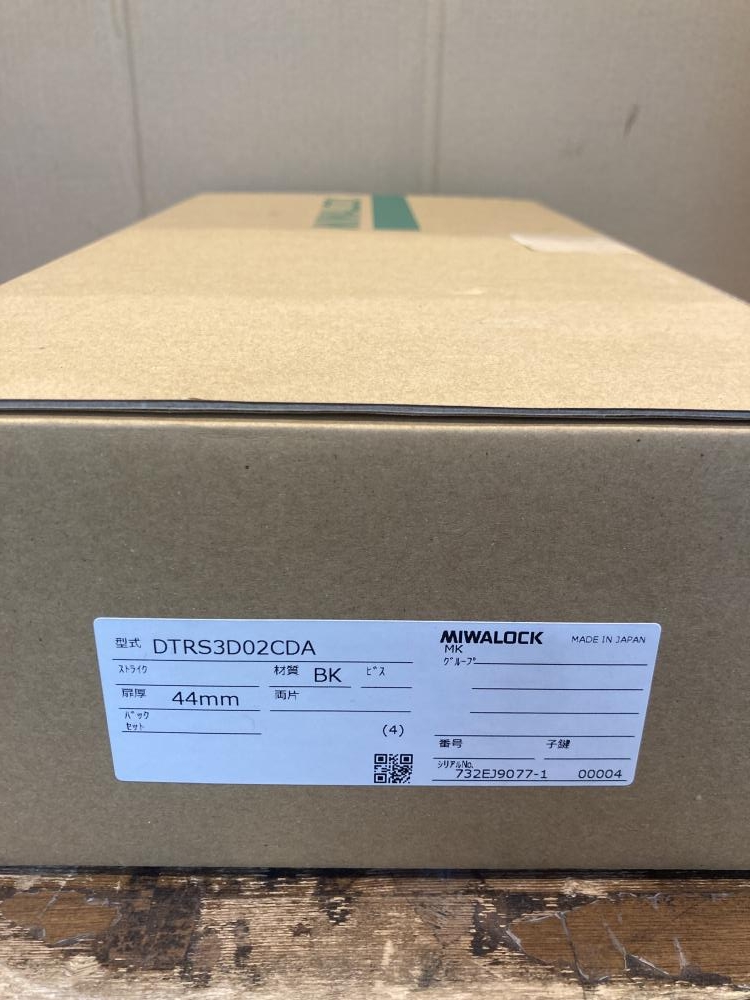 型式 DTRS3D02CDA
ストライク 材質 BK ビス
扉厚 44mm 両片
バック
セット
(4)
MIWALOCK MADE IN JAPAN
MK
グループ
番号 子鍵
シリアルNo.
732EJ9077-1 00004